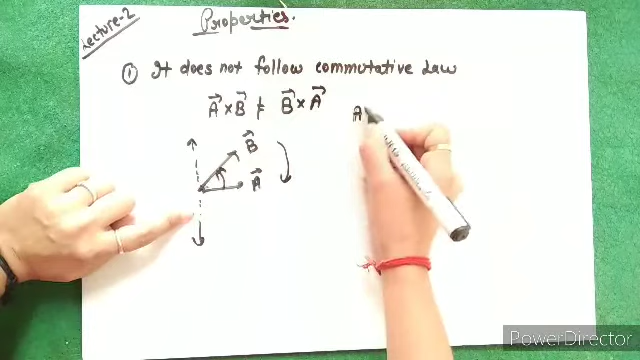 Lecture-2
Properties.
① It does not follow commutative Law
A⃗ × B⃗ ≠ B⃗ × A⃗
A
B⃗
A⃗
PowerDirector